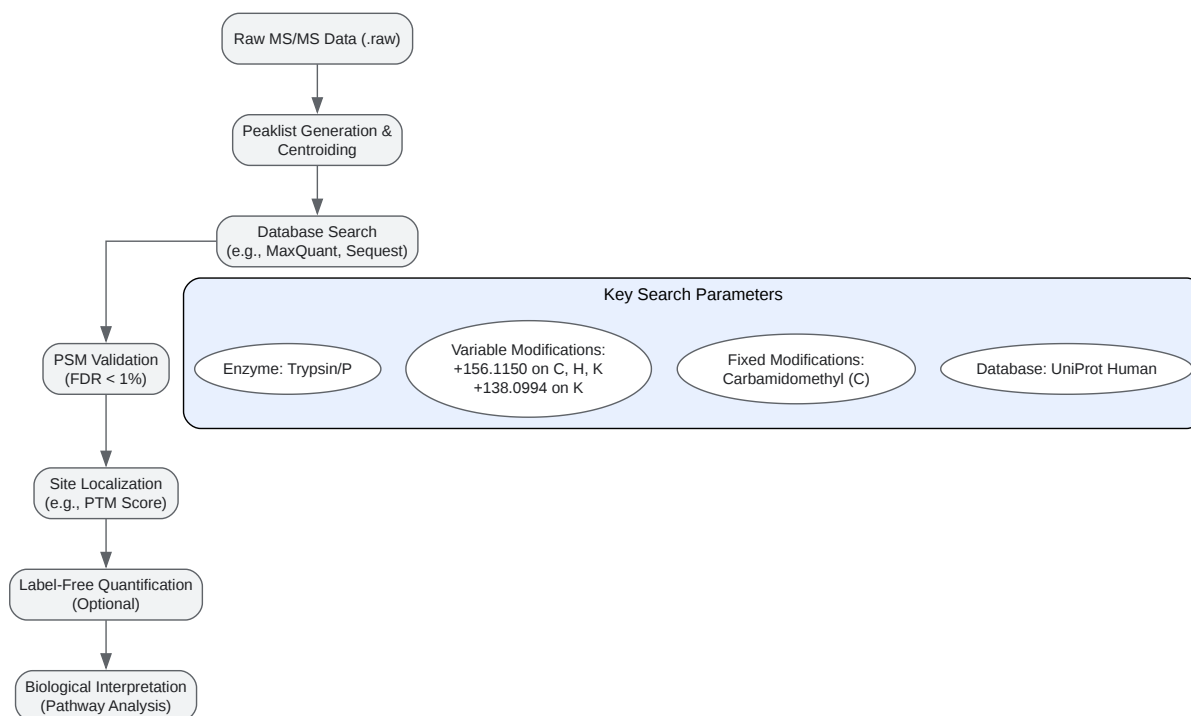 Raw MS/MS Data (.raw)
Peaklist Generation &
Centroiding
Database Search
(e.g., MaxQuant, Sequest)
Key Search Parameters
PSM Validation
(FDR < 1%)
Enzyme: Trypsin/P
Variable Modifications:
+156.1150 on C, H, K
+138.0994 on K
Fixed Modifications:
Carbamidomethyl (C)
Database: UniProt Human
Site Localization
(e.g., PTM Score)
Label-Free Quantification
(Optional)
Biological Interpretation
(Pathway Analysis)